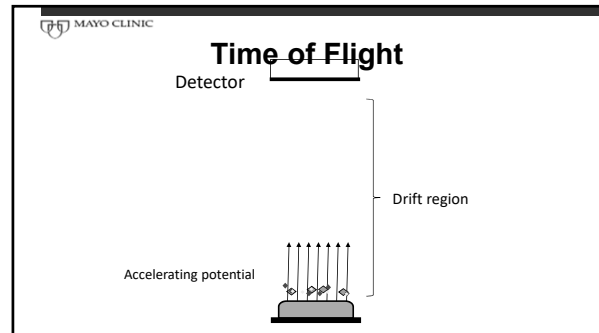 MAYO CLINIC
Time of Flight
Detector
Drift region
Accelerating potential